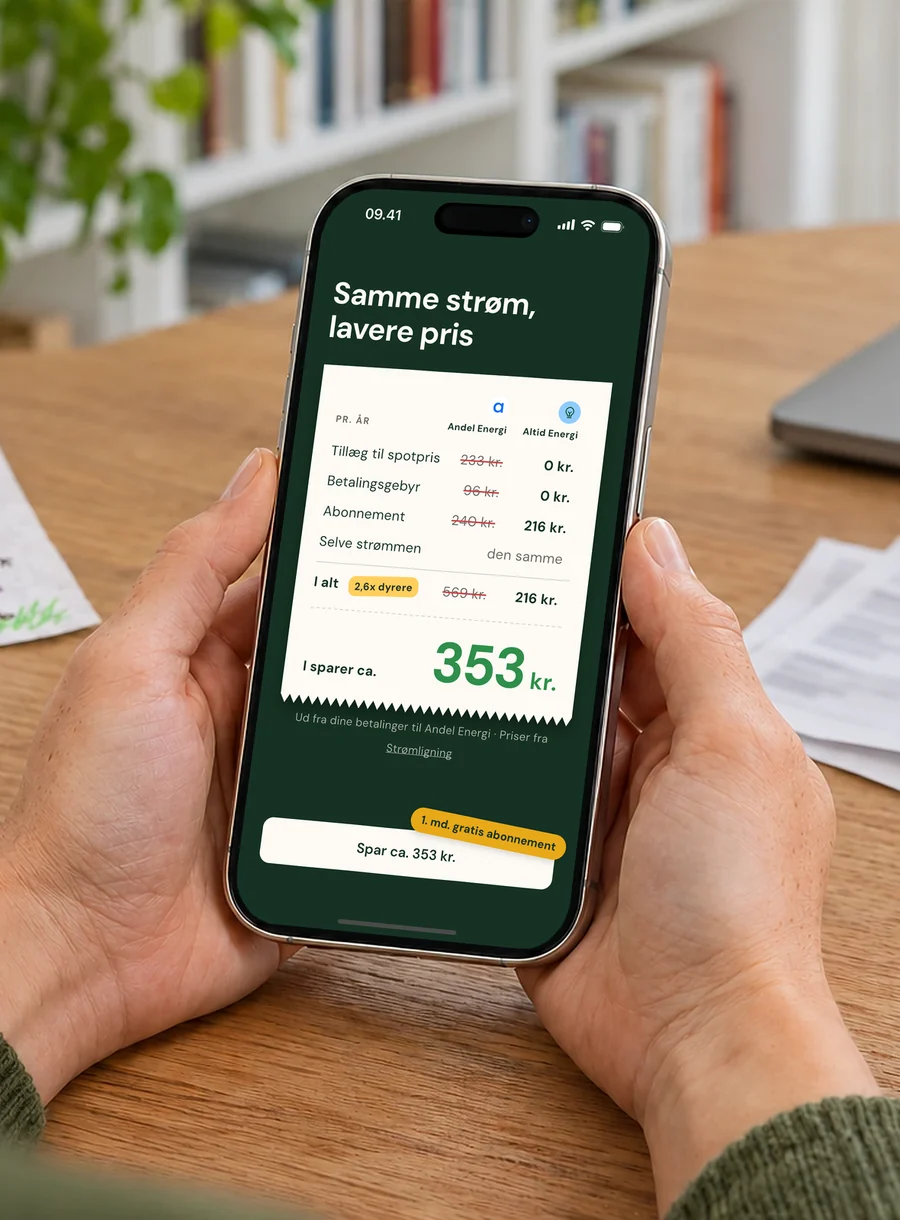 09.41
Samme strøm,
lavere pris
a
PR. ÅR
Andel Energi
Altid Energi
Tillæg til spotpris 233 kr. 0 kr.
Betalingsgebyr 96 kr. 0 kr.
Abonnement 240 kr. 216 kr.
Selve strømmen den samme
I alt 2,6x dyrere 569 kr. 216 kr.
I sparer ca. 353 kr.
Ud fra dine betalinger til Andel Energi · Priser fra
Strømligning
1. md. gratis abonnement
Spar ca. 353 kr.